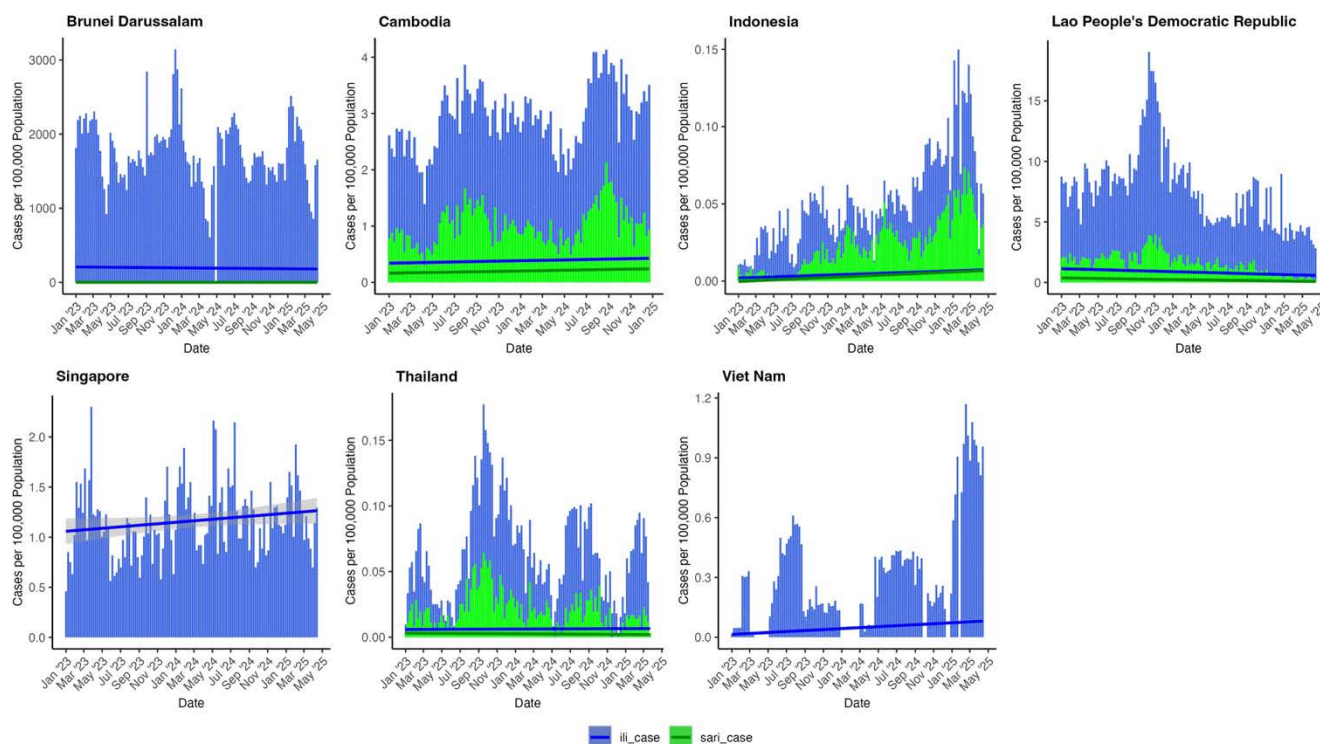 Brunei Darussalam
Cases per 100,000 Population
3000
2000
1000
0
Jan '23
Mar '23
May '23
Jul '23
Sep '23
Nov '23
Jan '24
Mar '24
May '24
Jul '24
Sep '24
Nov '24
Jan '25
Mar '25
May '25
Date
Cambodia
Cases per 100,000 Population
4
3
2
1
0
Jan '23
Mar '23
May '23
Jul '23
Sep '23
Nov '23
Jan '24
Mar '24
May '24
Jul '24
Sep '24
Nov '24
Jan '25
Date
Indonesia
Cases per 100,000 Population
0.15
0.10
0.05
0.00
Jan '23
Mar '23
May '23
Jul '23
Sep '23
Nov '23
Jan '24
Mar '24
May '24
Jul '24
Sep '24
Nov '24
Jan '25
Mar '25
May '25
Date
Lao People's Democratic Republic
Cases per 100,000 Population
15
10
5
0
Jan '23
Mar '23
May '23
Jul '23
Sep '23
Nov '23
Jan '24
Mar '24
May '24
Jul '24
Sep '24
Nov '24
Jan '25
Mar '25
May '25
Date
Singapore
Cases per 100,000 Population
2.0
1.5
1.0
0.5
0.0
Jan '23
Mar '23
May '23
Jul '23
Sep '23
Nov '23
Jan '24
Mar '24
May '24
Jul '24
Sep '24
Nov '24
Jan '25
Mar '25
May '25
Date
Thailand
Cases per 100,000 Population
0.15
0.10
0.05
0.00
Jan '23
Mar '23
May '23
Jul '23
Sep '23
Nov '23
Jan '24
Mar '24
May '24
Jul '24
Sep '24
Nov '24
Jan '25
Mar '25
May '25
Date
Viet Nam
Cases per 100,000 Population
1.2
0.9
0.6
0.3
0.0
Jan '23
Mar '23
May '23
Jul '23
Sep '23
Nov '23
Jan '24
Mar '24
May '24
Jul '24
Sep '24
Nov '24
Jan '25
Mar '25
May '25
Date
ili_case
sari_case